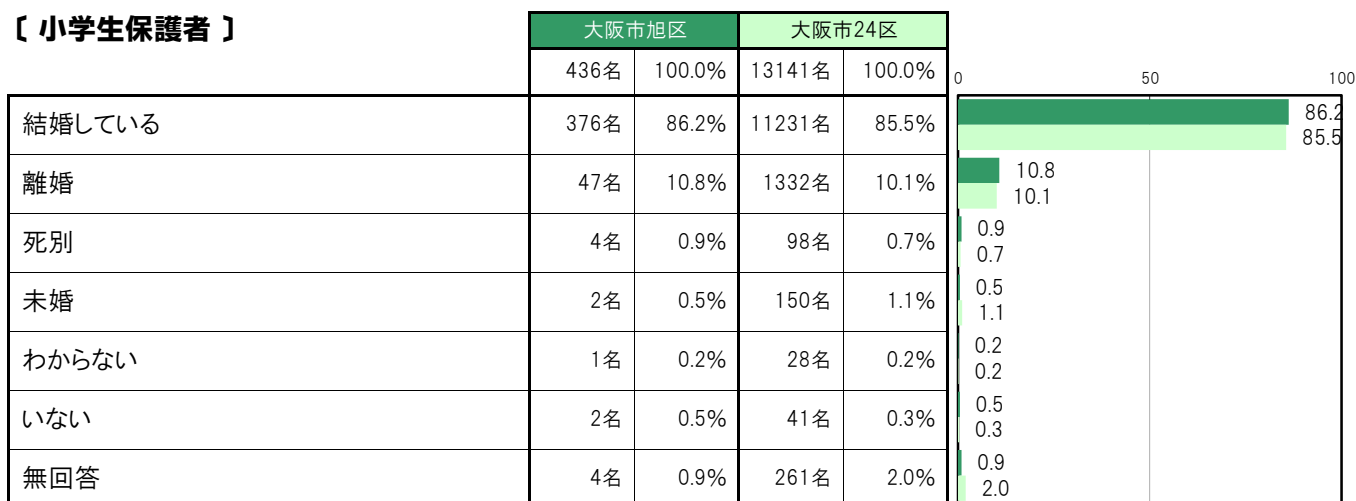 〔 小学生保護者 〕
大阪市旭区 大阪市24区
436名 100.0% 13141名 100.0%
0 50 100
結婚している 376名 86.2% 11231名 85.5%
86.2
85.5
離婚 47名 10.8% 1332名 10.1%
10.8
10.1
死別 4名 0.9% 98名 0.7%
0.9
0.7
未婚 2名 0.5% 150名 1.1%
0.5
1.1
わからない 1名 0.2% 28名 0.2%
0.2
0.2
いない 2名 0.5% 41名 0.3%
0.5
0.3
無回答 4名 0.9% 261名 2.0%
0.9
2.0